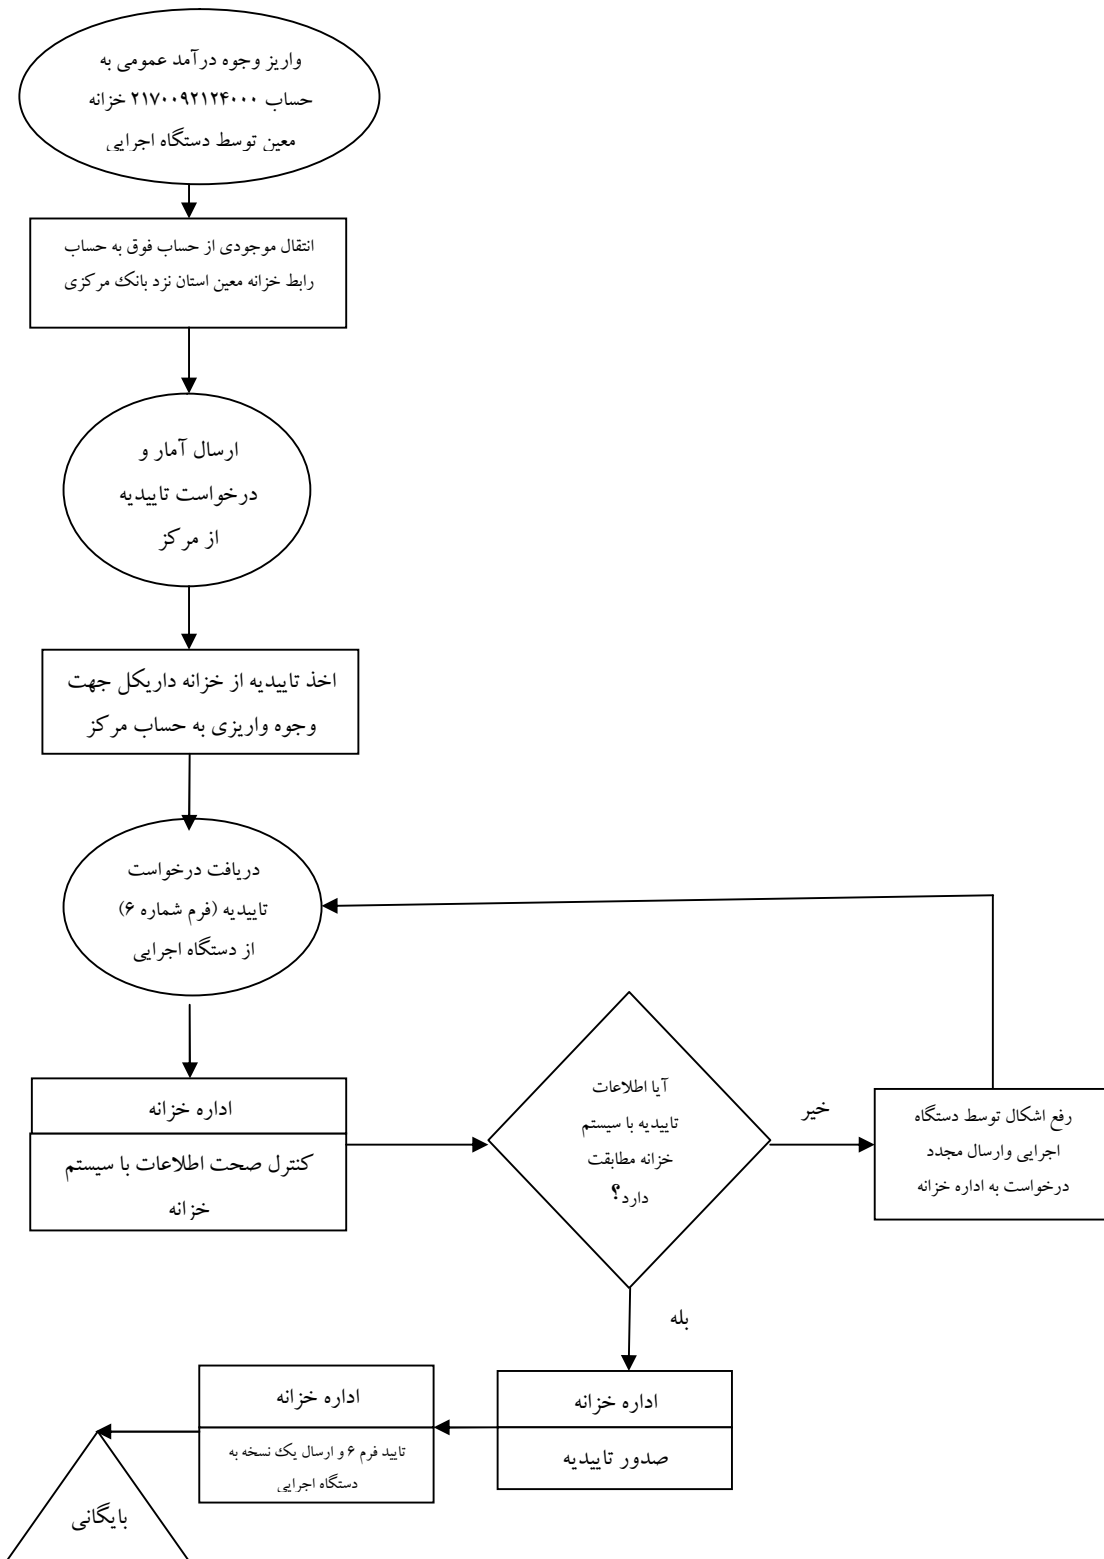 واریز وجوه درآمد عمومی به
حساب ۲۱۷۰۰۹۲۱۲۴۰۰۰ خزانه
معین توسط دستگاه اجرایی
انتقال موجودی از حساب فوق به حساب
رابط خزانه معین استان نزد بانک مرکزی
ارسال آمار و
درخواست تاییدیه
از مرکز
اخذ تاییدیه از خزانه داریکل جهت
وجوه واریزی به حساب مرکز
دریافت درخواست
تاییدیه (فرم شماره ۶)
از دستگاه اجرایی
اداره خزانه
کنترل صحت اطلاعات با سیستم
خزانه
آیا اطلاعات
تاییدیه با سیستم
خزانه مطابقت
دارد؟
خیر
رفع اشکال توسط دستگاه
اجرایی وارسال مجدد
درخواست به اداره خزانه
بله
اداره خزانه
صدور تاییدیه
اداره خزانه
تایید فرم ۶ و ارسال یک نسخه به
دستگاه اجرایی
بایگانی